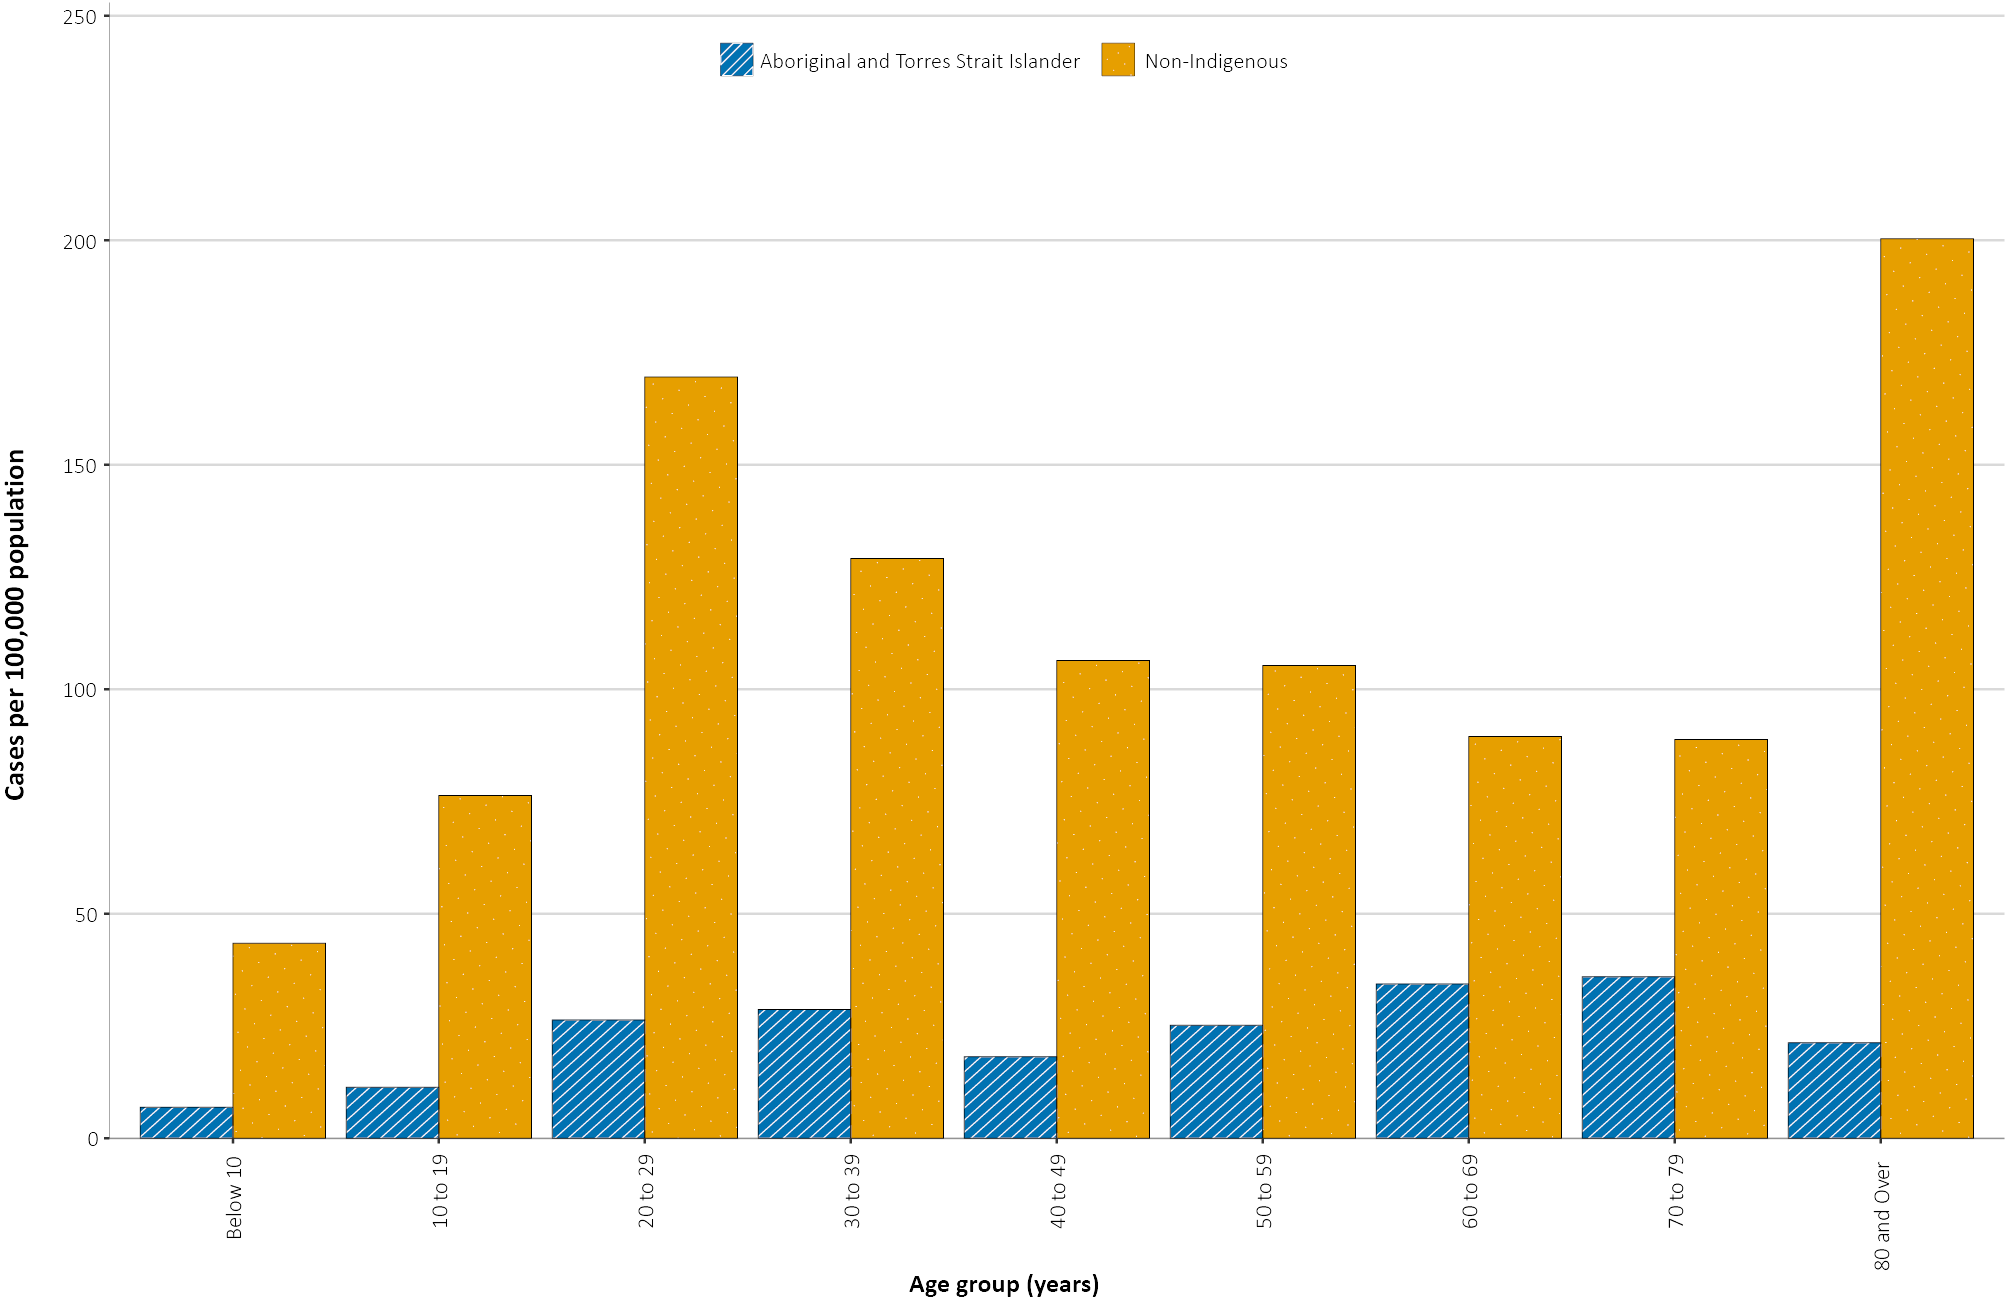 250
Aboriginal and Torres Strait Islander Non-Indigenous
200
150
100
50
0
Cases per 100,000 population
Below 10
10 to 19
20 to 29
30 to 39
40 to 49
50 to 59
60 to 69
70 to 79
80 and Over
Age group (years)